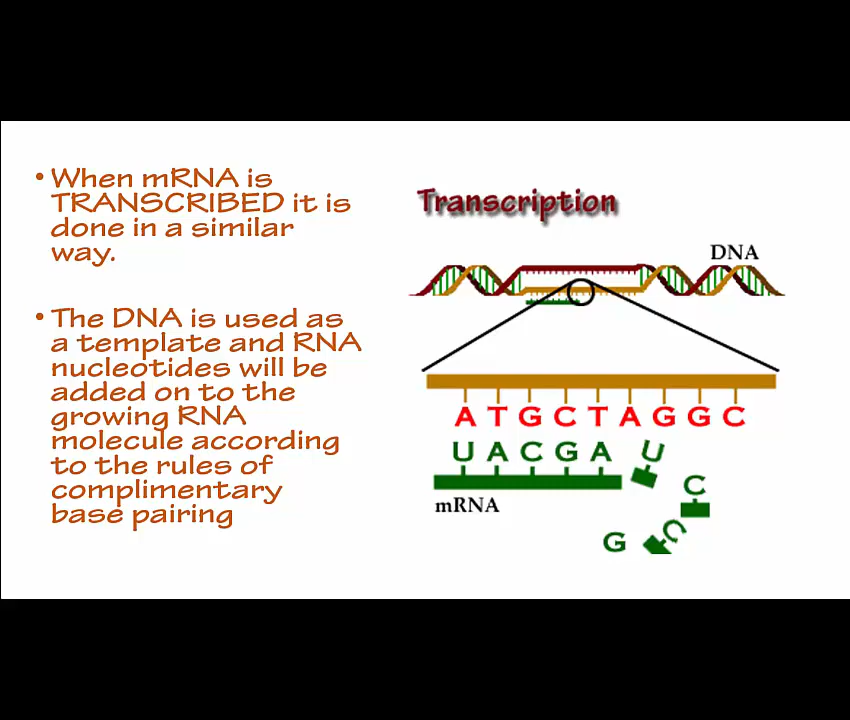 • When mRNA is
TRANSCRIBED it is
done in a similar
way.
• The DNA is used as
a template and RNA
nucleotides will be
added on to the
growing RNA
molecule according
to the rules of
complimentary
base pairing
Transcription
DNA
A T G C T A G G C
U A C G A U
C
mRNA
C
G